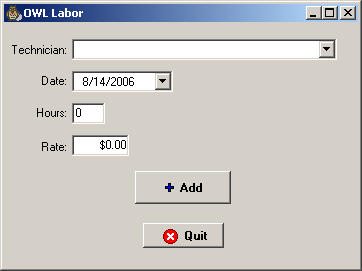 OWL Labor
Technician:
Date: 8/14/2006
Hours: 0
Rate: $0.00
Add
Quit